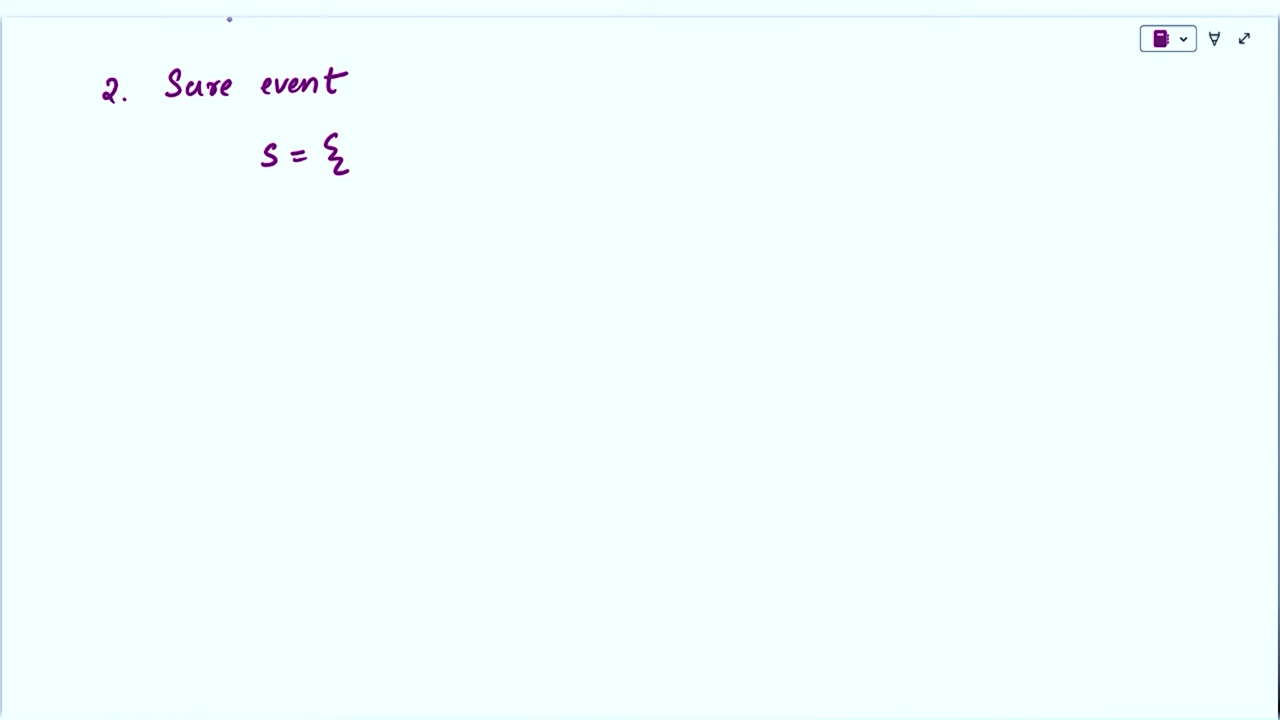 2. Sure event
S = {